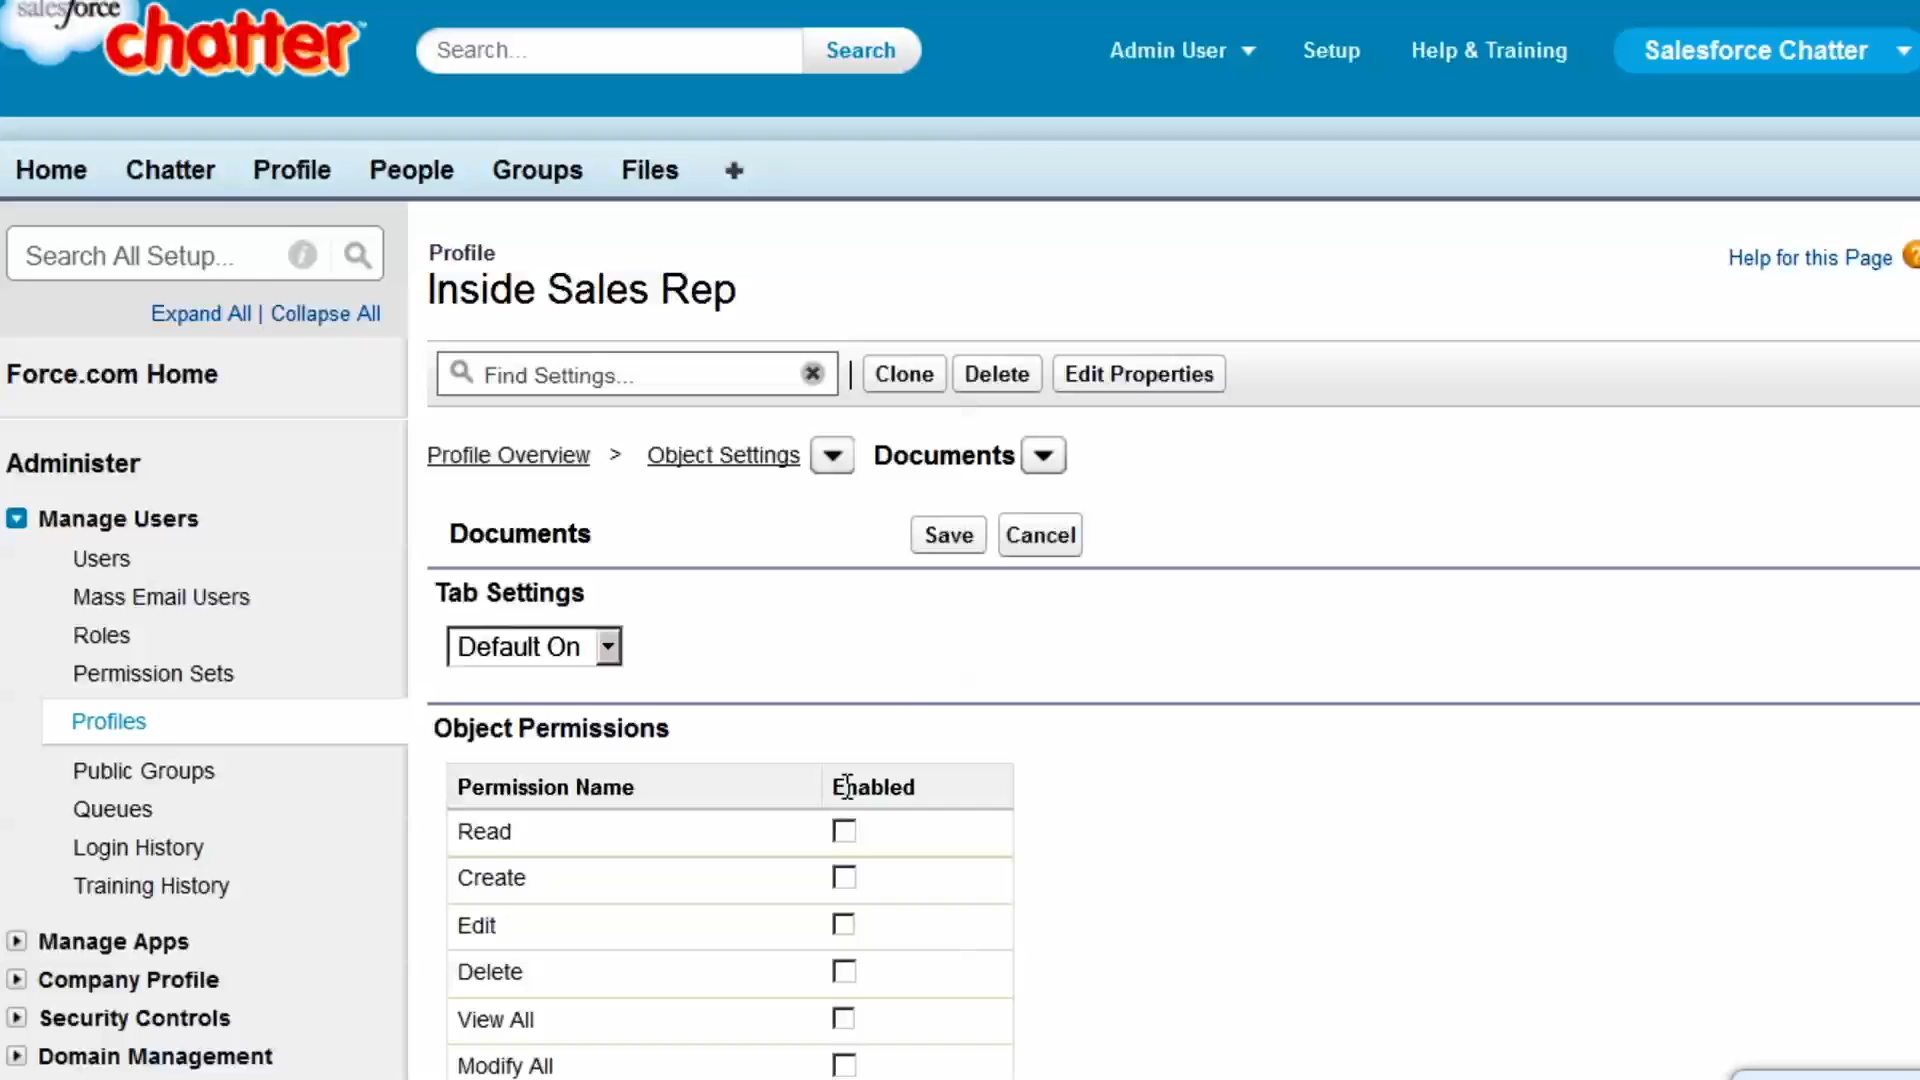 salesforce
chatter
Search... Search Admin User Setup Help & Training Salesforce Chatter
Home Chatter Profile People Groups Files
Search All Setup...
Expand All | Collapse All
Force.com Home
Administer
Manage Users
Users
Mass Email Users
Roles
Permission Sets
Profiles
Public Groups
Queues
Login History
Training History
Manage Apps
Company Profile
Security Controls
Domain Management
Profile
Inside Sales Rep
Help for this Page ?
Find Settings... | Clone Delete Edit Properties
Profile Overview > Object Settings Documents
Documents Save Cancel
Tab Settings
Default On
Object Permissions
Permission Name Enabled
Read
Create
Edit
Delete
View All
Modify All